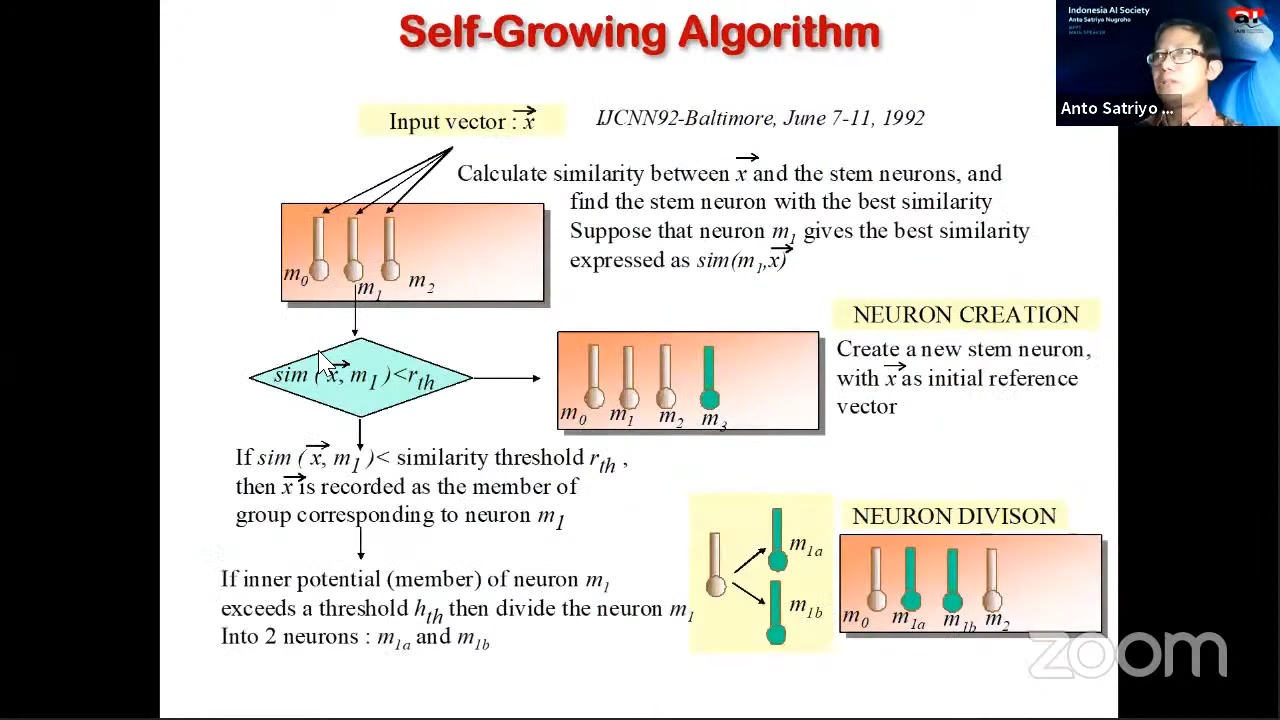 Self-Growing Algorithm
Indonesia AI Society
Anto Satriyo Nugroho
MAIN SPEAKER
Anto Satriyo ...
Input vector : x
IJCNN92-Baltimore, June 7-11, 1992
Calculate similarity between x and the stem neurons, and
find the stem neuron with the best similarity
Suppose that neuron m1 gives the best similarity
expressed as sim(m1,x)
m0 m1 m2
NEURON CREATION
Create a new stem neuron,
with x as initial reference
vector
sim ( x, m1 )<rth
m0 m1 m2 m3
If sim ( x, m1 )< similarity threshold rth ,
then x is recorded as the member of
group corresponding to neuron m1
NEURON DIVISON
m1a
m1b
m0 m1a m1b m2
If inner potential (member) of neuron m1
exceeds a threshold hth then divide the neuron m1
Into 2 neurons : m1a and m1b
zoom